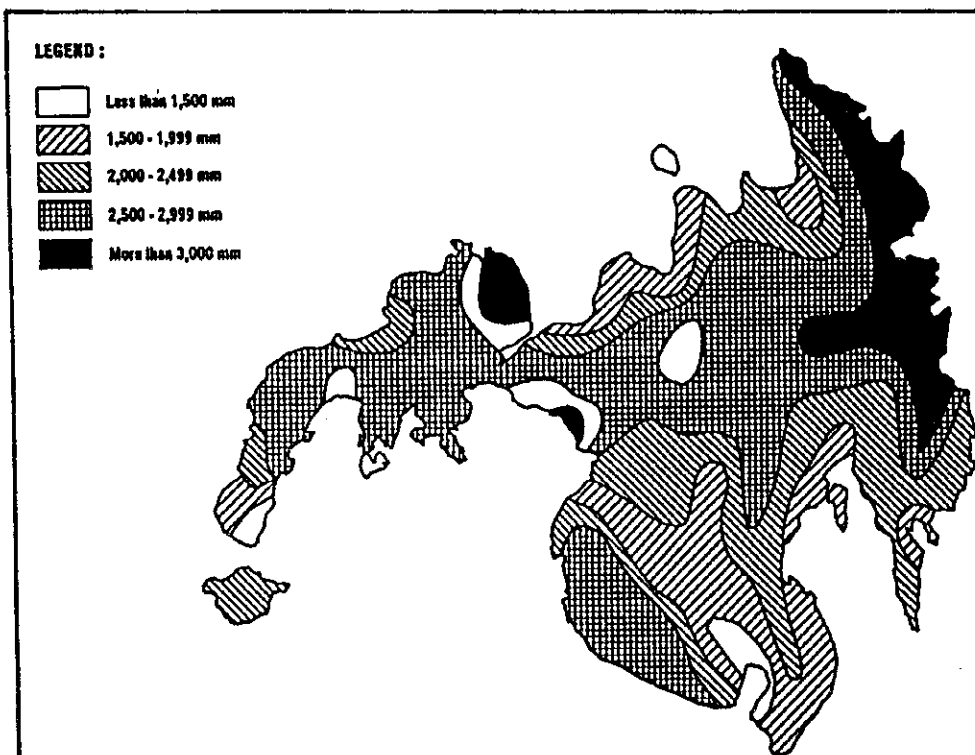 LEGEND :
Less than 1,500 mm
1,500 - 1,999 mm
2,000 - 2,499 mm
2,500 - 2,999 mm
More than 3,000 mm